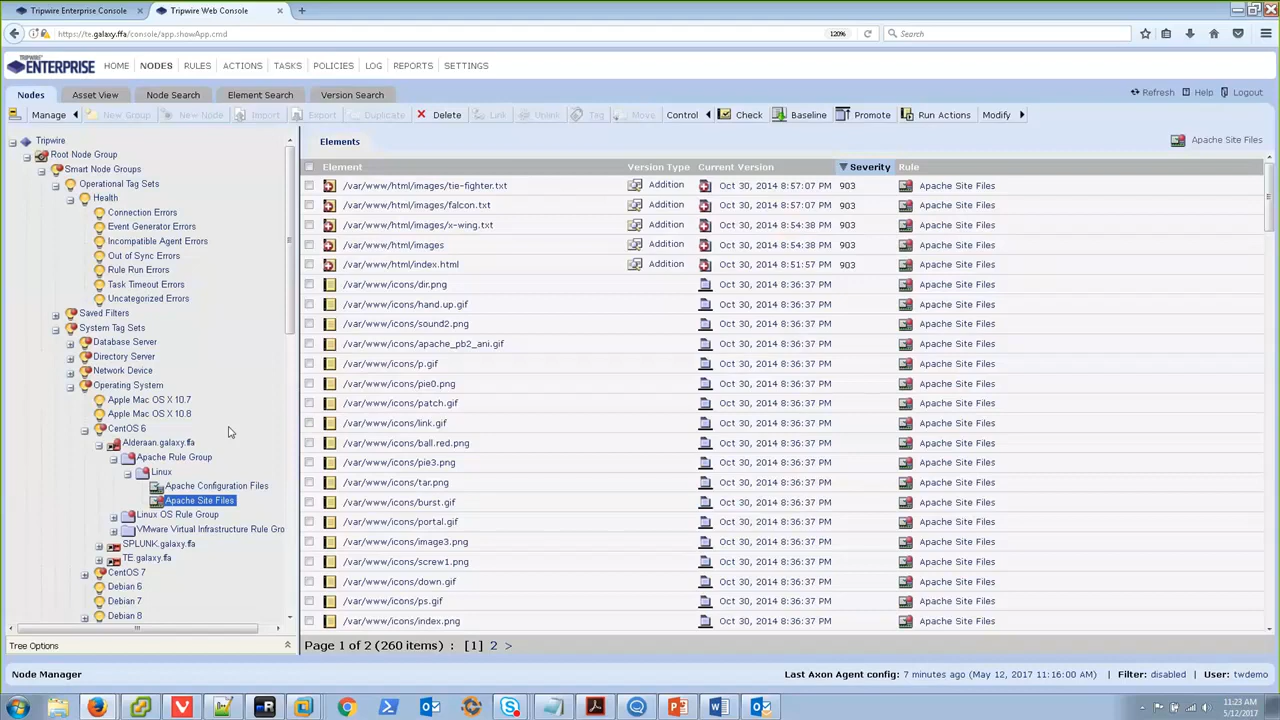 Tripwire Enterprise Console
Tripwire Web Console
https://te.galaxy.ffa/console/app.showApp.cmd
120%
Search
TRIPWIRE
ENTERPRISE
HOME NODES RULES ACTIONS TASKS POLICIES LOG REPORTS SETTINGS
Nodes Asset View Node Search Element Search Version Search
Refresh Help Logout
Manage New Group New Node Import Export Duplicate Delete Link Unlink Tag Move Control Check Baseline Promote Run Actions Modify
Tripwire
Root Node Group
Smart Node Groups
Operational Tag Sets
Health
Connection Errors
Event Generator Errors
Incompatible Agent Errors
Out of Sync Errors
Rule Run Errors
Task Timeout Errors
Uncategorized Errors
Saved Filters
System Tag Sets
Database Server
Directory Server
Network Device
Operating System
Apple Mac OS X 10.7
Apple Mac OS X 10.8
CentOS 6
Alderaan.galaxy.ffa
Apache Rule Group
Linux
Apache Configuration Files
Apache Site Files
Linux OS Rule Group
VMware Virtual Infrastructure Rule Gro
SPLUNK.galaxy.ffa
TE.galaxy.ffa
CentOS 7
Debian 6
Debian 7
Debian 8
Tree Options
Elements
Apache Site Files
Element Version Type Current Version Severity Rule
/var/www/html/images/tie-fighter.txt Addition Oct 30, 2014 8:57:07 PM 903 Apache Site Files
/var/www/html/images/falcon.txt Addition Oct 30, 2014 8:57:07 PM 903 Apache Site Files
/var/www/html/images/x-wing.txt Addition Oct 30, 2014 8:54:38 PM 903 Apache Site Files
/var/www/html/images Addition Oct 30, 2014 8:54:38 PM 903 Apache Site Files
/var/www/html/index.html Addition Oct 30, 2014 8:51:57 PM 903 Apache Site Files
/var/www/icons/dir.png Oct 30, 2014 8:36:37 PM Apache Site Files
/var/www/icons/hand.up.gif Oct 30, 2014 8:36:37 PM Apache Site Files
/var/www/icons/sound2.png Oct 30, 2014 8:36:37 PM Apache Site Files
/var/www/icons/apache_pb2_ani.gif Oct 30, 2014 8:36:37 PM Apache Site Files
/var/www/icons/p.gif Oct 30, 2014 8:36:37 PM Apache Site Files
/var/www/icons/pie0.png Oct 30, 2014 8:36:37 PM Apache Site Files
/var/www/icons/patch.gif Oct 30, 2014 8:36:37 PM Apache Site Files
/var/www/icons/link.gif Oct 30, 2014 8:36:37 PM Apache Site Files
/var/www/icons/ball.red.png Oct 30, 2014 8:36:37 PM Apache Site Files
/var/www/icons/pie3.png Oct 30, 2014 8:36:37 PM Apache Site Files
/var/www/icons/tar.png Oct 30, 2014 8:36:37 PM Apache Site Files
/var/www/icons/burst.gif Oct 30, 2014 8:36:37 PM Apache Site Files
/var/www/icons/portal.gif Oct 30, 2014 8:36:37 PM Apache Site Files
/var/www/icons/image3.png Oct 30, 2014 8:36:37 PM Apache Site Files
/var/www/icons/screw1.png Oct 30, 2014 8:36:37 PM Apache Site Files
/var/www/icons/down.gif Oct 30, 2014 8:36:37 PM Apache Site Files
/var/www/icons/ps.gif Oct 30, 2014 8:36:37 PM Apache Site Files
/var/www/icons/index.png Oct 30, 2014 8:36:37 PM Apache Site Files
Page 1 of 2 (260 items) [1] 2 >
Node Manager
Last Axon Agent config: 7 minutes ago (May 12, 2017 11:16:00 AM) Filter: disabled User: twdemo
11:23 AM
5/12/2017